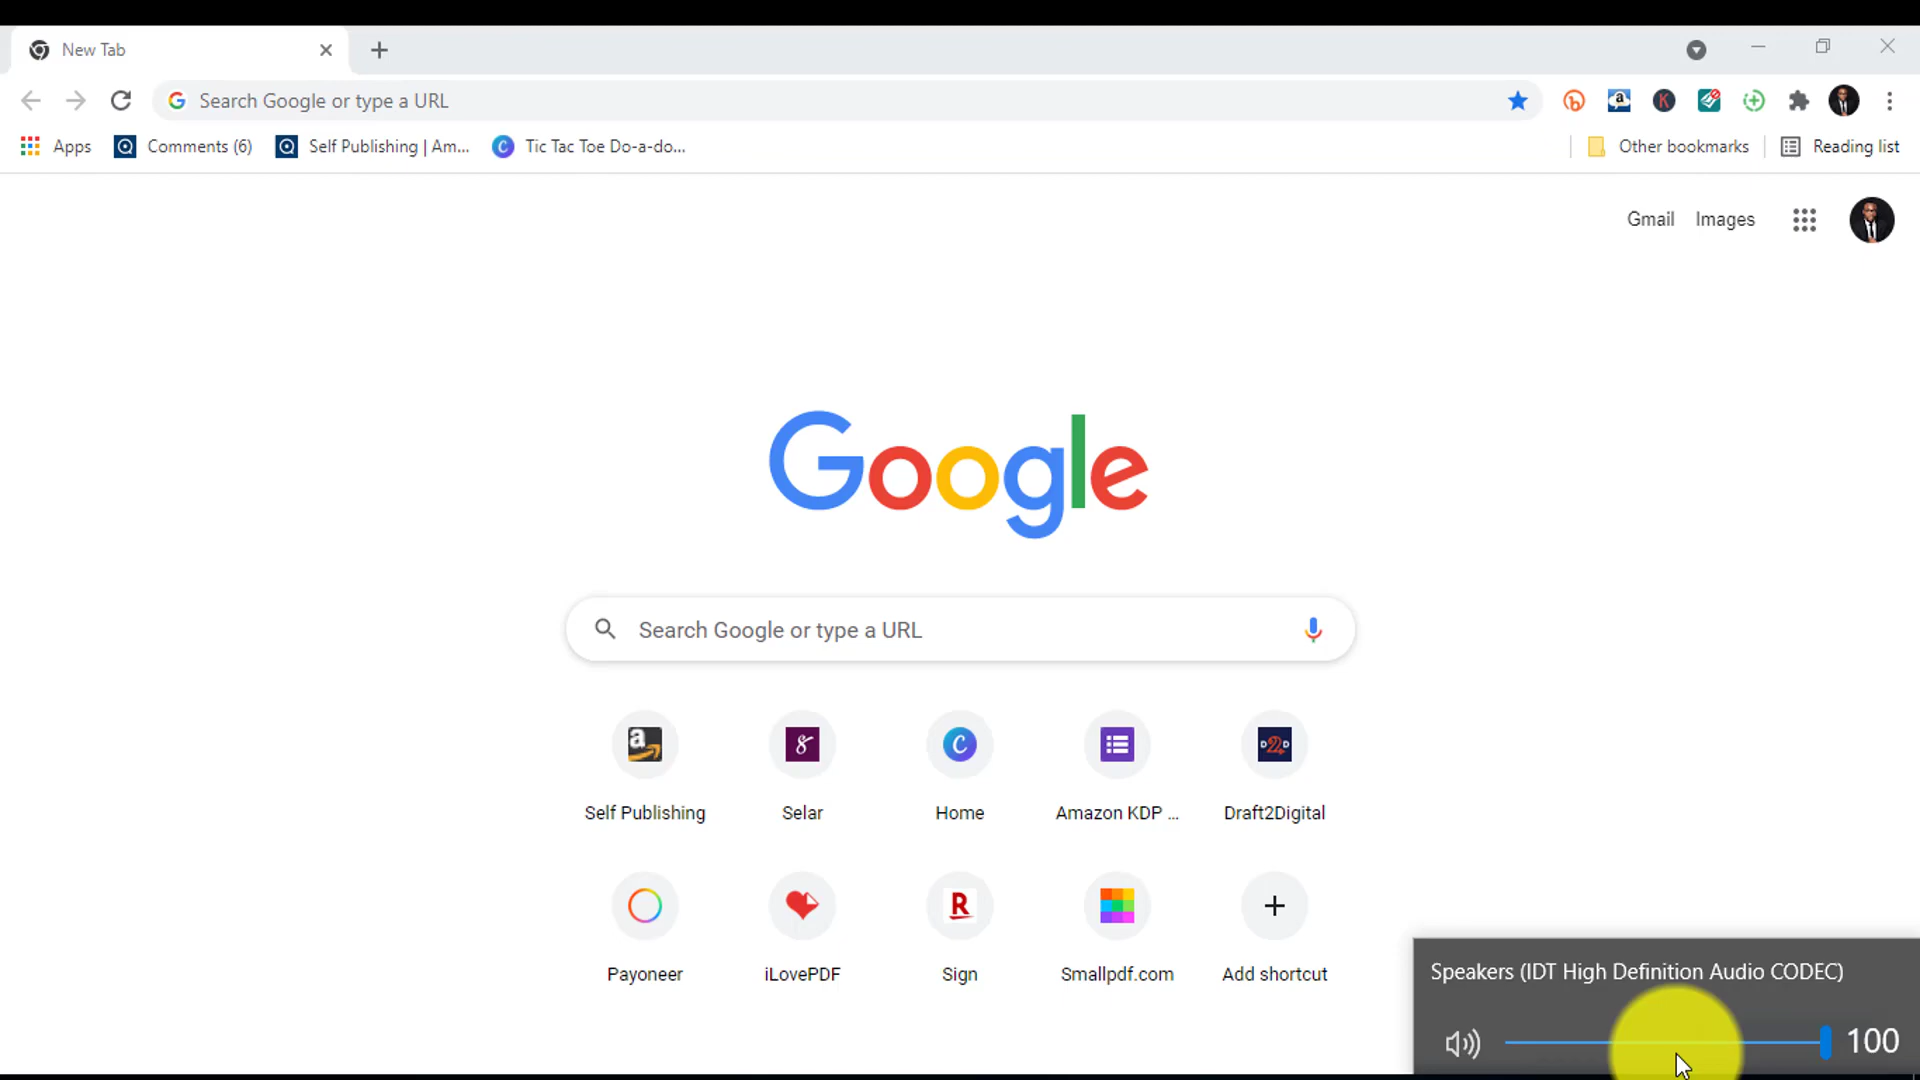 New Tab
Search Google or type a URL
Apps
Comments (6)
Self Publishing | Am...
Tic Tac Toe Do-a-do...
Other bookmarks
Reading list
Gmail
Images
Google
Search Google or type a URL
Self Publishing
Selar
Home
Amazon KDP ...
Draft2Digital
Payoneer
iLovePDF
Sign
Smallpdf.com
Add shortcut
Speakers (IDT High Definition Audio CODEC)
100